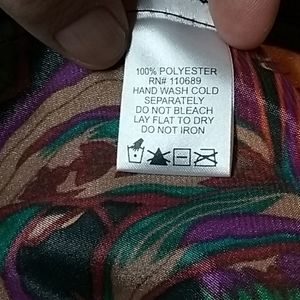 100% POLYESTER
RN# 110689
HAND WASH COLD
SEPARATELY
DO NOT BLEACH
LAY FLAT TO DRY
DO NOT IRON